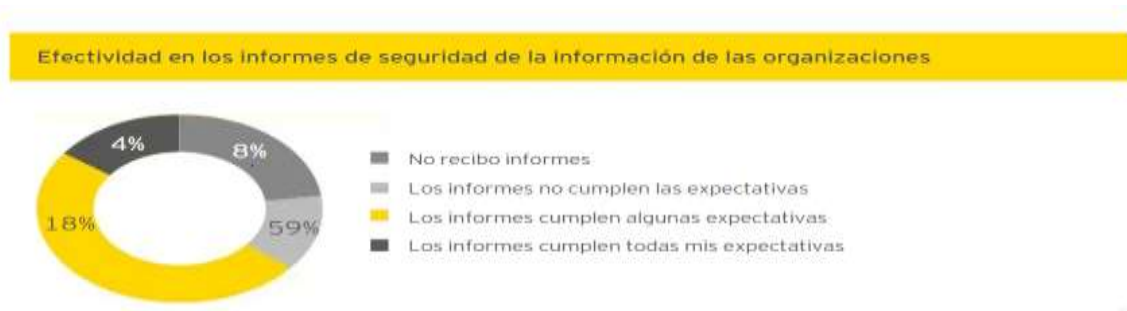 Efectividad en los informes de seguridad de la información de las organizaciones
4%
8%
18%
59%
No recibo informes
Los informes no cumplen las expectativas
Los informes cumplen algunas expectativas
Los informes cumplen todas mis expectativas